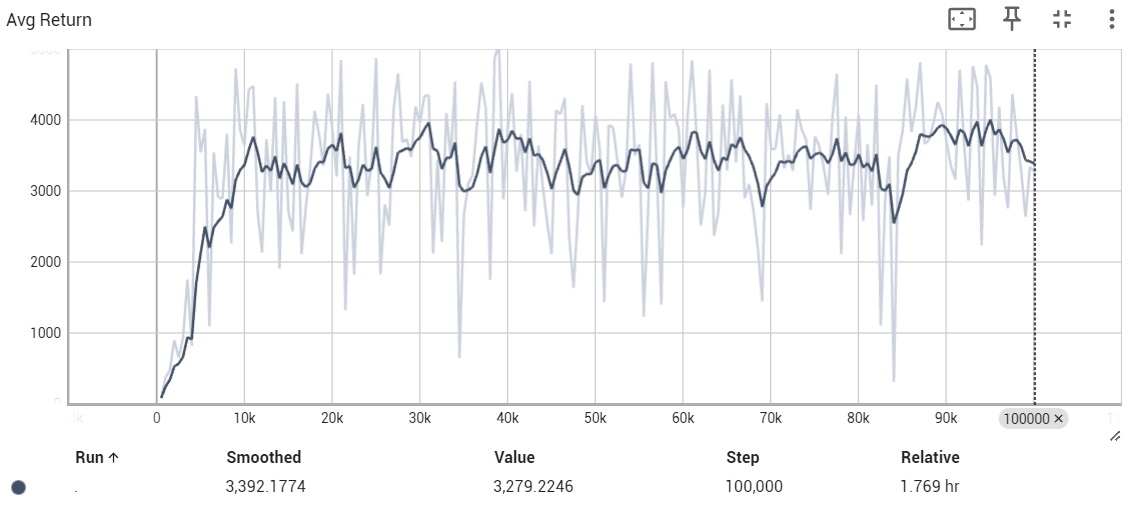 Avg Return
4000
3000
2000
1000
0
0 10k 20k 30k 40k 50k 60k 70k 80k 90k 100000 ×
Run ↑ Smoothed Value Step Relative
. 3,392.1774 3,279.2246 100,000 1.769 hr